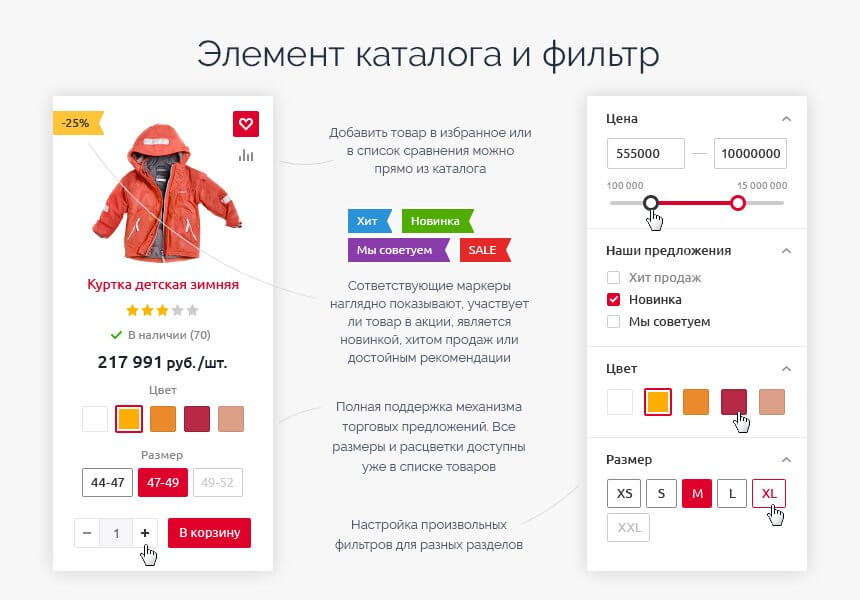 Элемент каталога и фильтр
-25%
Куртка детская зимняя
В наличии (70)
217 991 руб./шт.
Цвет
Размер
44-47 47-49 49-52
− 1 + В корзину
Добавить товар в избранное или
в список сравнения можно
прямо из каталога
Хит Новинка
Мы советуем SALE
Сответствующие маркеры
наглядно показывают, участвует
ли товар в акции, является
новинкой, хитом продаж или
достойным рекомендации
Полная поддержка механизма
торговых предложений. Все
размеры и расцветки доступны
уже в списке товаров
Настройка произвольных
фильтров для разных разделов
Цена
555000 — 10000000
100 000 15 000 000
Наши предложения
Хит продаж
Новинка
Мы советуем
Цвет
Размер
XS S M L XL
XXL